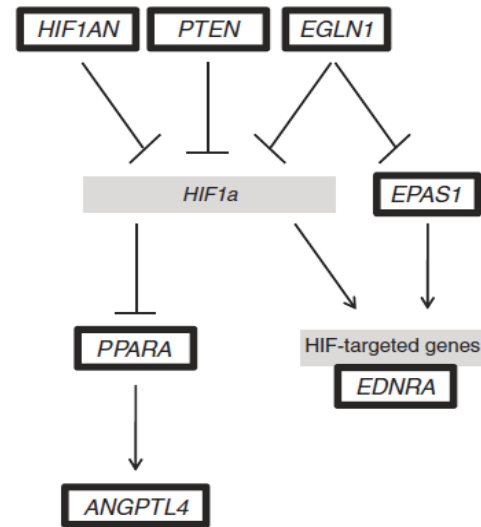 HIF1AN PTEN EGLN1
HIF1a
EPAS1
PPARA
HIF-targeted genes
EDNRA
ANGPTL4